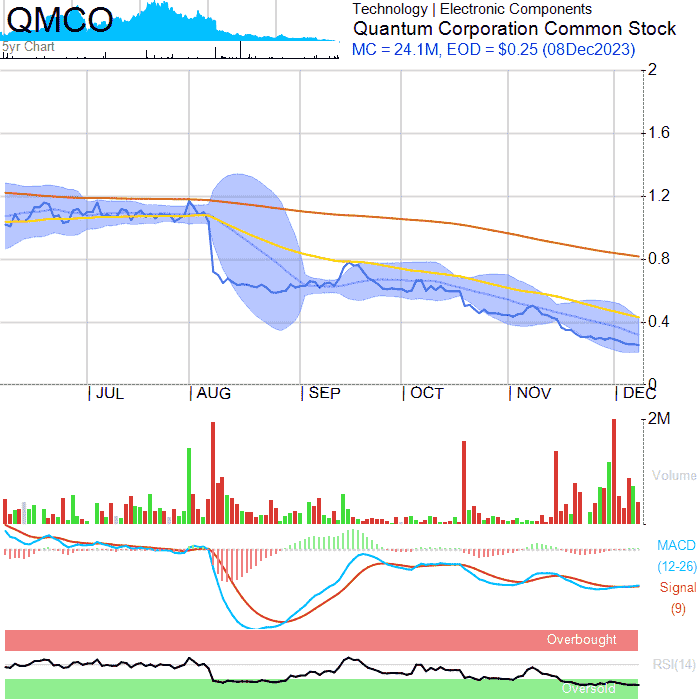 QMCO
5yr Chart
Technology | Electronic Components
Quantum Corporation Common Stock
MC = 24.1M, EOD = $0.25 (08Dec2023)
2
1.6
1.2
0.8
0.4
0
JUL AUG SEP OCT NOV DEC
2M
Volume
MACD
(12-26)
Signal
(9)
Overbought
RSI(14)
Oversold